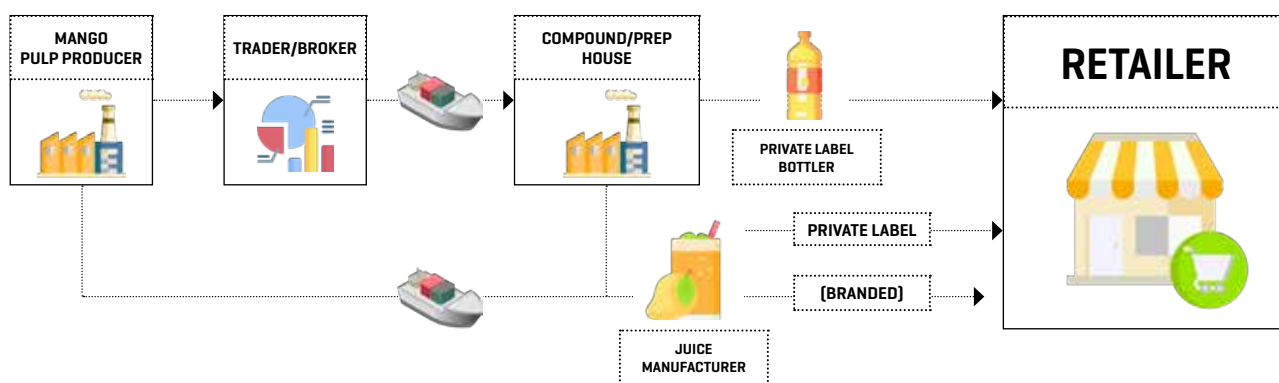 MANGO
PULP PRODUCER
TRADER/BROKER
COMPOUND/PREP
HOUSE
PRIVATE LABEL
BOTTLER
RETAILER
PRIVATE LABEL
(BRANDED)
JUICE
MANUFACTURER